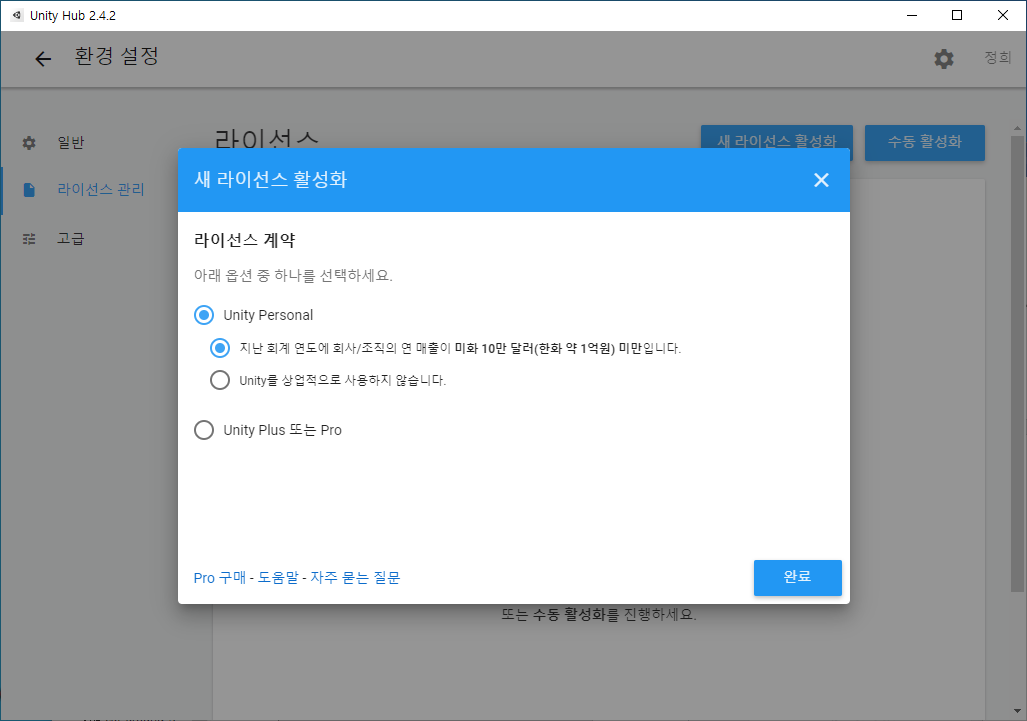 Unity Hub 2.4.2
환경 설정
정희
일반
라이선스 관리
고급
라이선스
새 라이선스 활성화
수동 활성화
새 라이선스 활성화
라이선스 계약
아래 옵션 중 하나를 선택하세요.
Unity Personal
지난 회계 연도에 회사/조직의 연 매출이 미화 10만 달러(한화 약 1억원) 미만입니다.
Unity를 상업적으로 사용하지 않습니다.
Unity Plus 또는 Pro
Pro 구매 - 도움말 - 자주 묻는 질문
완료
또는 수동 활성화를 진행하세요.